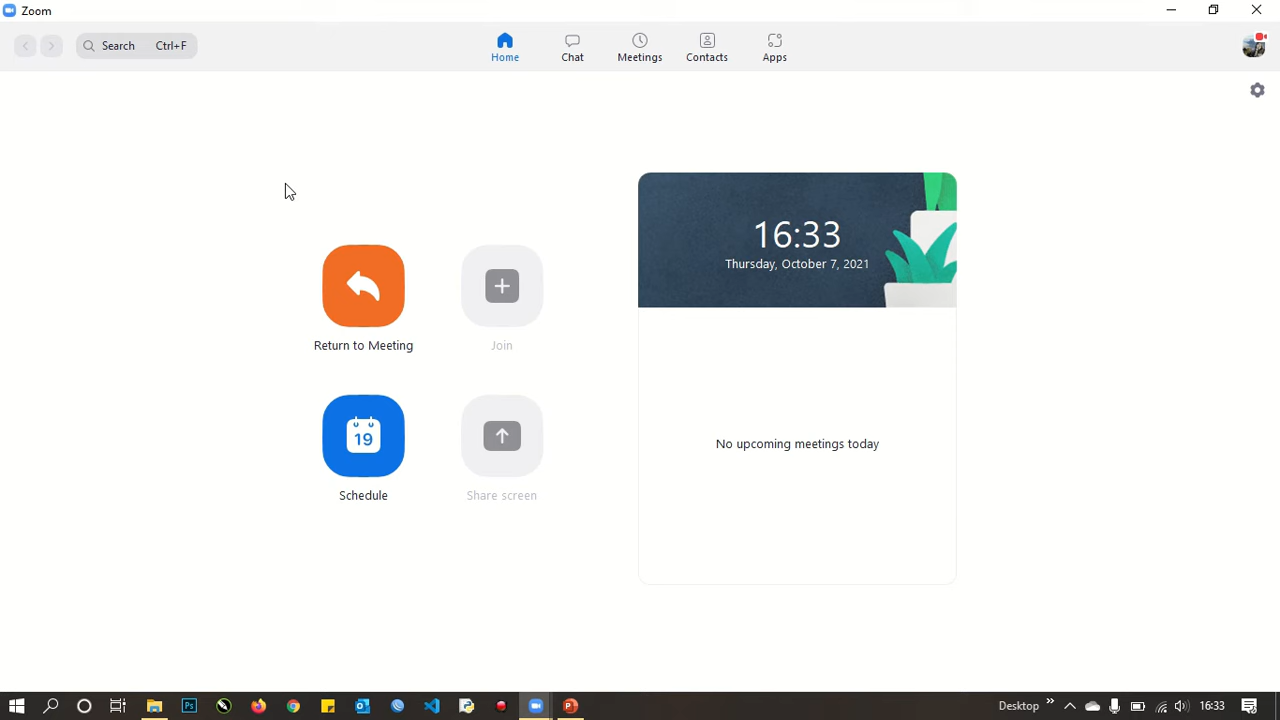 Zoom
Search Ctrl+F
Home
Chat
Meetings
Contacts
Apps
Return to Meeting
Join
19
Schedule
Share screen
16:33
Thursday, October 7, 2021
No upcoming meetings today
Ps
Desktop
16:33